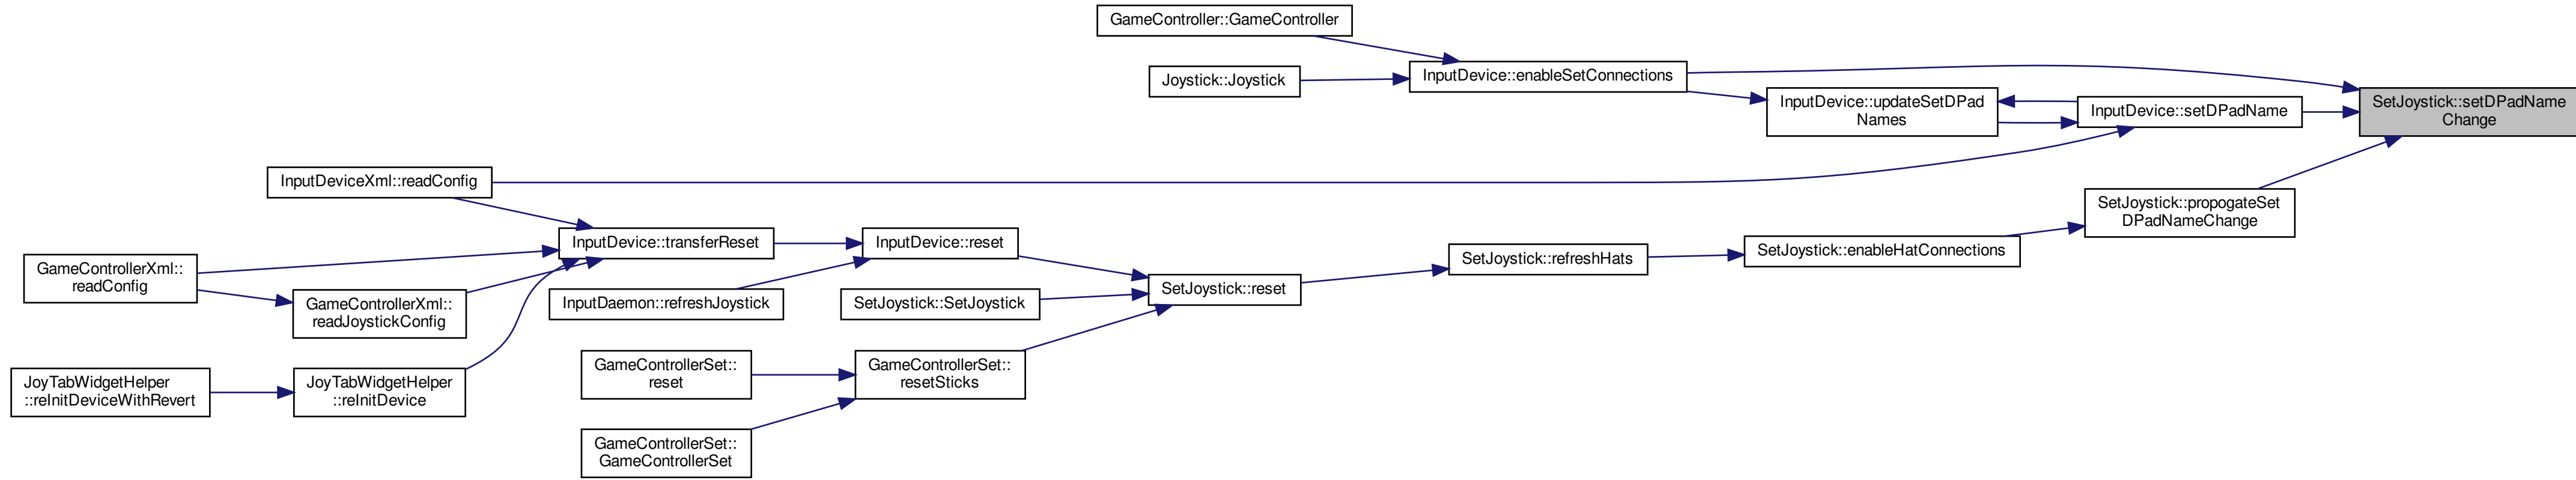 GameController::GameController
Joystick::Joystick
InputDevice::enableSetConnections
InputDevice::updateSetDPad
Names
InputDevice::setDPadName
SetJoystick::setDPadName
Change
InputDeviceXml::readConfig
SetJoystick::propogateSet
DPadNameChange
InputDevice::transferReset
InputDevice::reset
SetJoystick::enableHatConnections
SetJoystick::refreshHats
GameControllerXml::
readConfig
GameControllerXml::
readJoystickConfig
InputDaemon::refreshJoystick
SetJoystick::SetJoystick
SetJoystick::reset
JoyTabWidgetHelper
::reInitDeviceWithRevert
JoyTabWidgetHelper
::reInitDevice
GameControllerSet::
reset
GameControllerSet::
resetSticks
GameControllerSet::
GameControllerSet